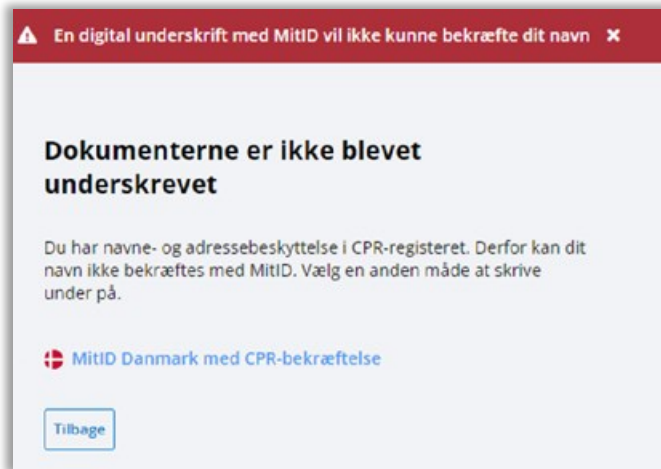 En digital underskrift med MitID vil ikke kunne bekræfte dit navn
Dokumenterne er ikke blevet
underskrevet
Du har navne- og adressebeskyttelse i CPR-registeret. Derfor kan dit
navn ikke bekræftes med MitID. Vælg en anden måde at skrive
under på.
MitID Danmark med CPR-bekræftelse
Tilbage